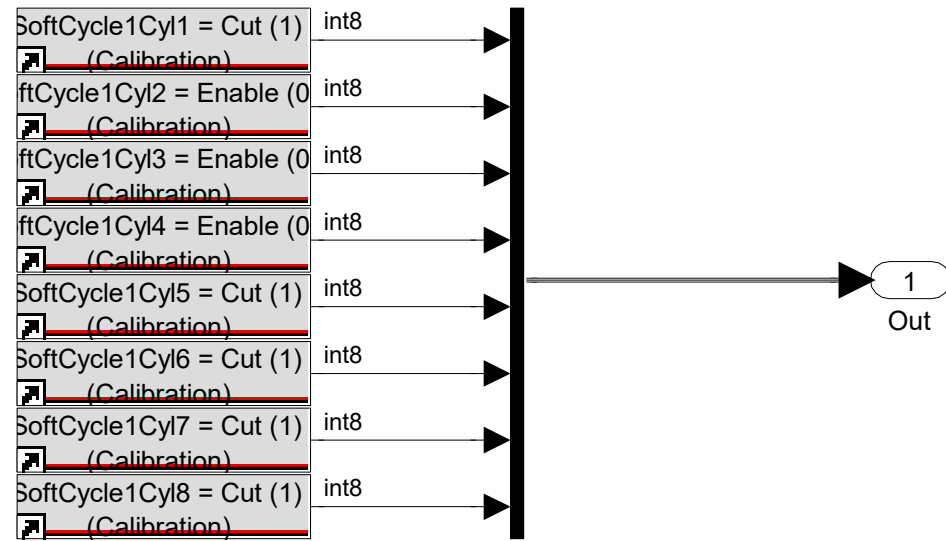 SoftCycle1Cyl1 = Cut (1)
(Calibration)
int8
ftCycle1Cyl2 = Enable (0
(Calibration)
int8
ftCycle1Cyl3 = Enable (0
(Calibration)
int8
ftCycle1Cyl4 = Enable (0
(Calibration)
int8
SoftCycle1Cyl5 = Cut (1)
(Calibration)
int8
SoftCycle1Cyl6 = Cut (1)
(Calibration)
int8
SoftCycle1Cyl7 = Cut (1)
(Calibration)
int8
SoftCycle1Cyl8 = Cut (1)
(Calibration)
int8
1
Out